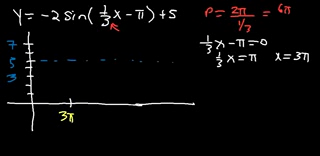 y = -2 sin(1/3 x - π) + 5
P = 2π / 1/3 = 6π
1/3 x - π = 0
1/3 x = π x = 3π
7
5
3
3π